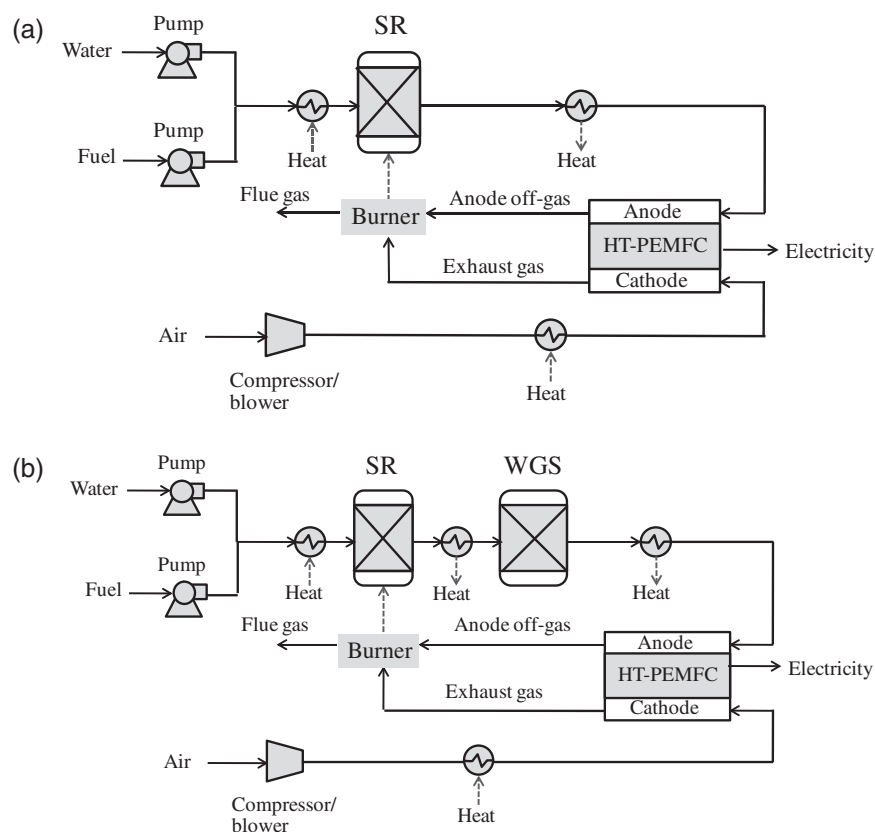 (a)
Pump
SR
Water
Pump
Fuel
Heat
Heat
Flue gas
Burner
Anode off-gas
Anode
HT-PEMFC
Electricity
Exhaust gas
Cathode
Air
Compressor/
blower
Heat
(b)
Pump
SR
WGS
Water
Pump
Fuel
Heat
Heat
Heat
Flue gas
Burner
Anode off-gas
Anode
HT-PEMFC
Electricity
Exhaust gas
Cathode
Air
Compressor/
blower
Heat